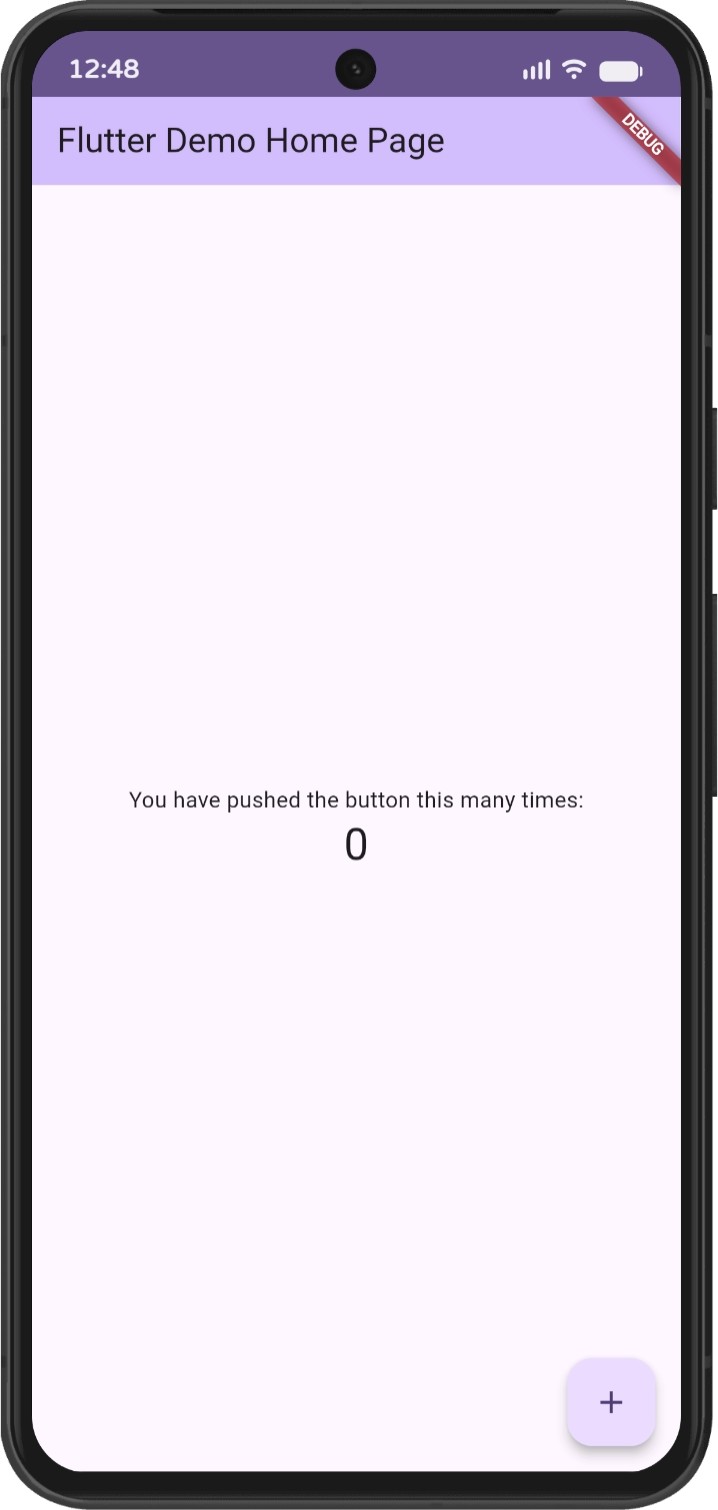 12:48
Flutter Demo Home Page
DEBUG
You have pushed the button this many times:
0
+